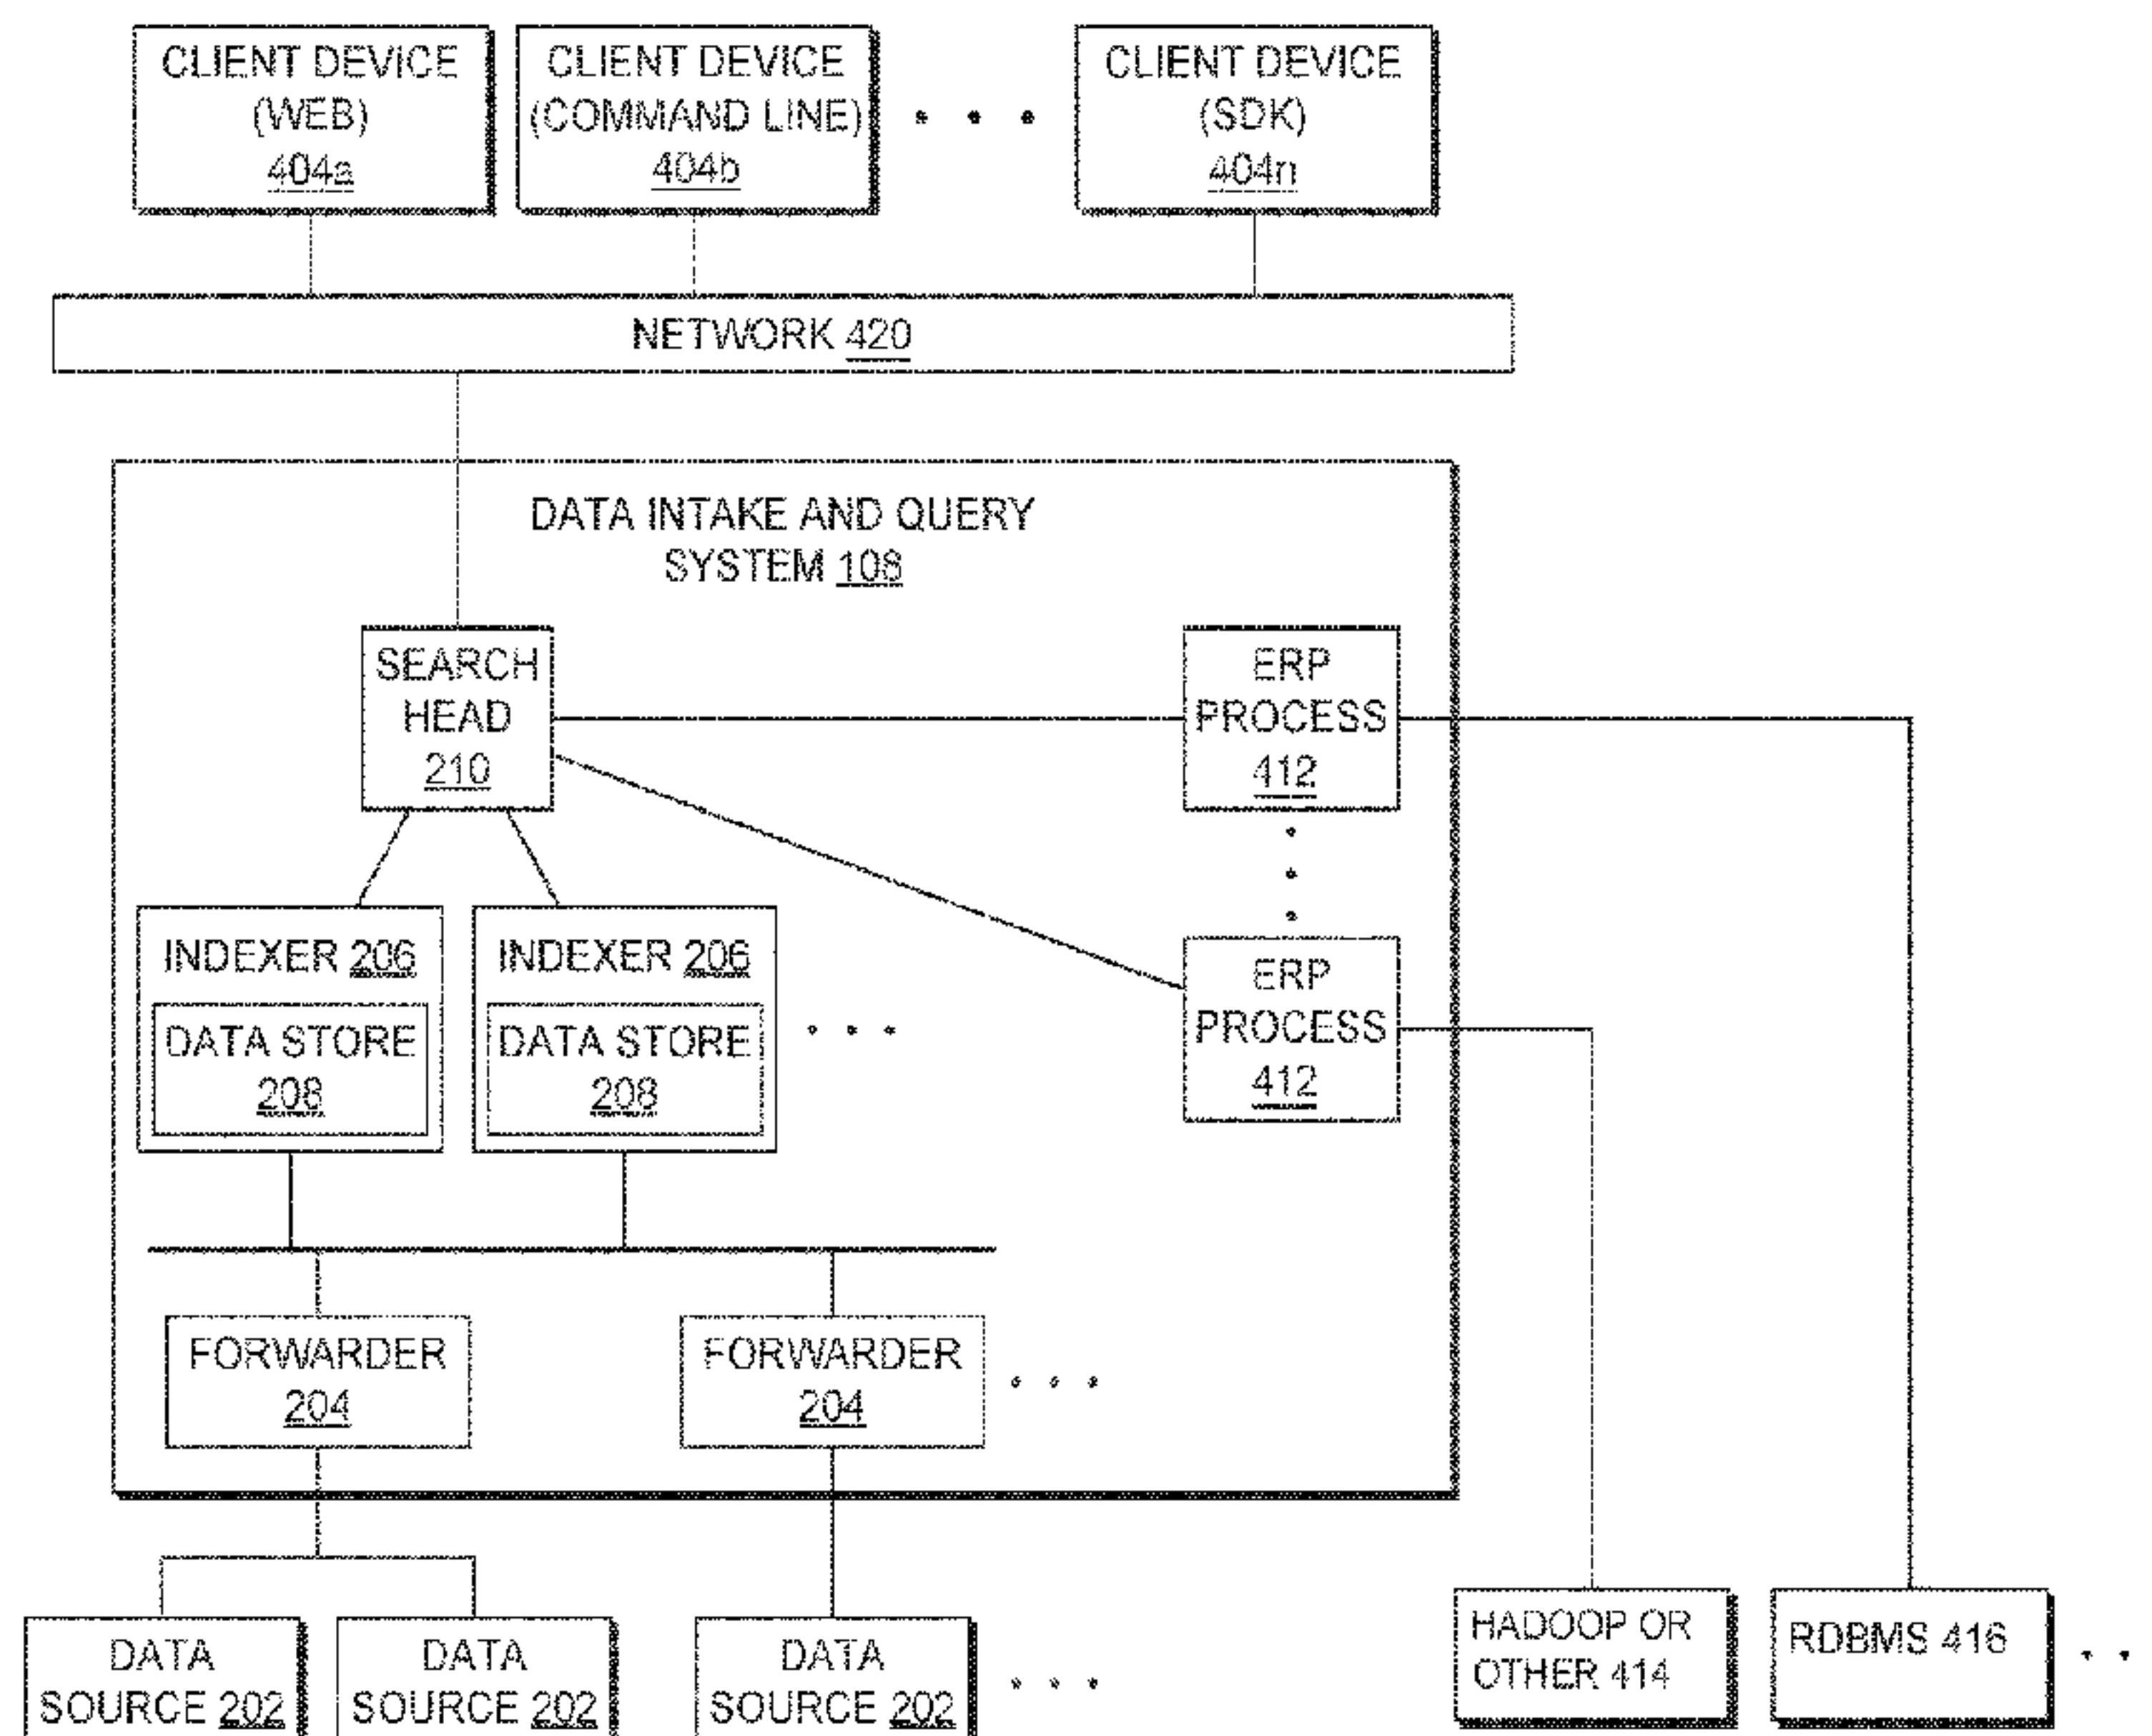 CLIENT DEVICE
(WEB)
404a
CLIENT DEVICE
(COMMAND LINE)
404b
CLIENT DEVICE
(SDK)
404n
NETWORK 420
DATA INTAKE AND QUERY
SYSTEM 108
SEARCH
HEAD
210
ERP
PROCESS
412
INDEXER 206
DATA STORE
208
INDEXER 206
DATA STORE
208
ERP
PROCESS
412
FORWARDER
204
FORWARDER
204
DATA
SOURCE 202
DATA
SOURCE 202
DATA
SOURCE 202
HADOOP OR
OTHER 414
RDBMS 416